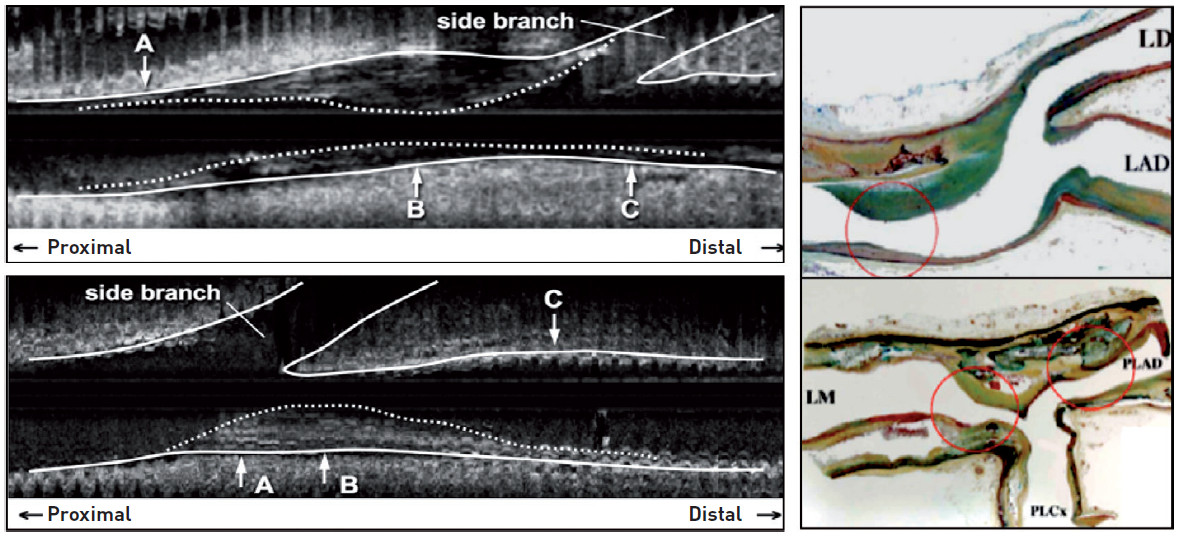 side branch
A
B
C
← Proximal
Distal →
side branch
C
A
B
← Proximal
Distal →
LD
LAD
LM
PLAD
PLCx